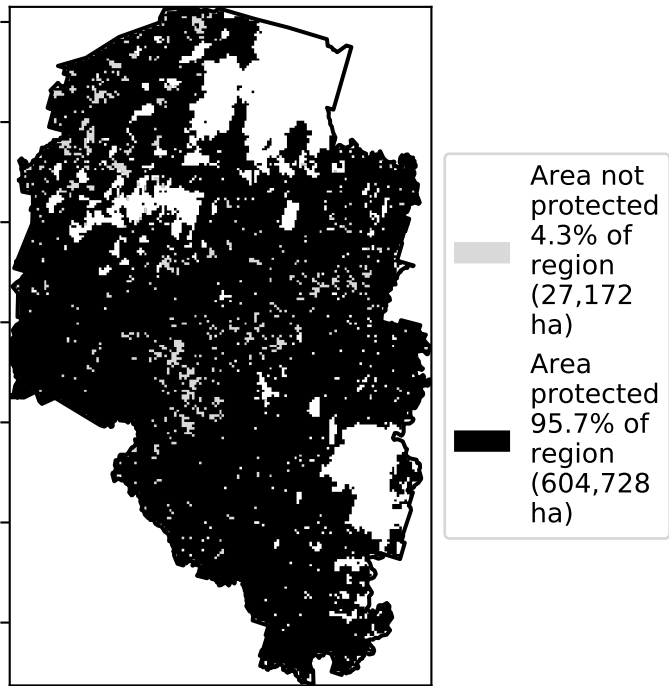 Area not
protected
4.3% of
region
(27,172
ha)
Area
protected
95.7% of
region
(604,728
ha)